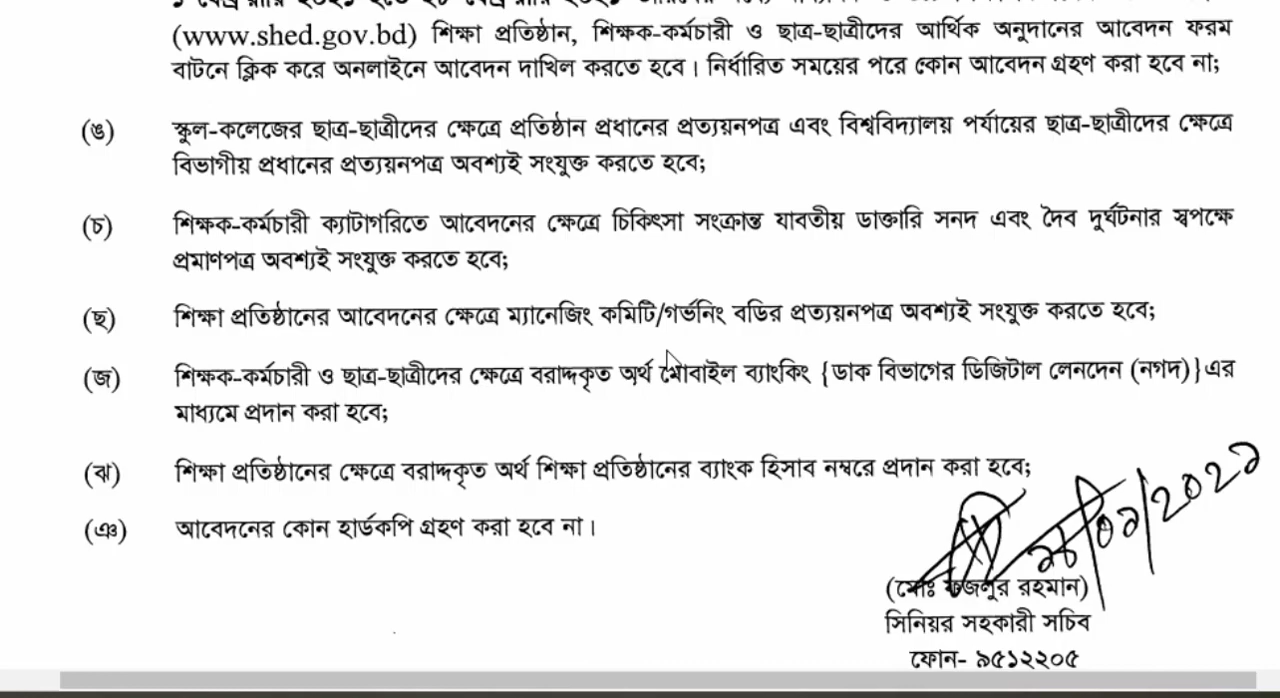 (www.shed.gov.bd) শিক্ষা প্রতিষ্ঠান, শিক্ষক-কর্মচারী ও ছাত্র-ছাত্রীদের আর্থিক অনুদানের আবেদন ফরম
বাটনে ক্লিক করে অনলাইনে আবেদন দাখিল করতে হবে। নির্ধারিত সময়ের পরে কোন আবেদন গ্রহণ করা হবে না;
(ঙ) স্কুল-কলেজের ছাত্র-ছাত্রীদের ক্ষেত্রে প্রতিষ্ঠান প্রধানের প্রত্যয়নপত্র এবং বিশ্ববিদ্যালয় পর্যায়ের ছাত্র-ছাত্রীদের ক্ষেত্রে
বিভাগীয় প্রধানের প্রত্যয়নপত্র অবশ্যই সংযুক্ত করতে হবে;
(চ) শিক্ষক-কর্মচারী ক্যাটাগরিতে আবেদনের ক্ষেত্রে চিকিৎসা সংক্রান্ত যাবতীয় ডাক্তারি সনদ এবং দৈব দুর্ঘটনার স্বপক্ষে
প্রমাণপত্র অবশ্যই সংযুক্ত করতে হবে;
(ছ) শিক্ষা প্রতিষ্ঠানের আবেদনের ক্ষেত্রে ম্যানেজিং কমিটি/গর্ভনিং বডির প্রত্যয়নপত্র অবশ্যই সংযুক্ত করতে হবে;
(জ) শিক্ষক-কর্মচারী ও ছাত্র-ছাত্রীদের ক্ষেত্রে বরাদ্দকৃত অর্থ মোবাইল ব্যাংকিং {ডাক বিভাগের ডিজিটাল লেনদেন (নগদ)}এর
মাধ্যমে প্রদান করা হবে;
(ঝ) শিক্ষা প্রতিষ্ঠানের ক্ষেত্রে বরাদ্দকৃত অর্থ শিক্ষা প্রতিষ্ঠানের ব্যাংক হিসাব নম্বরে প্রদান করা হবে;
(ঞ) আবেদনের কোন হার্ডকপি গ্রহণ করা হবে না।
(মোঃ ফজলুর রহমান)
সিনিয়র সহকারী সচিব
ফোন- ৯৫১২২০৫